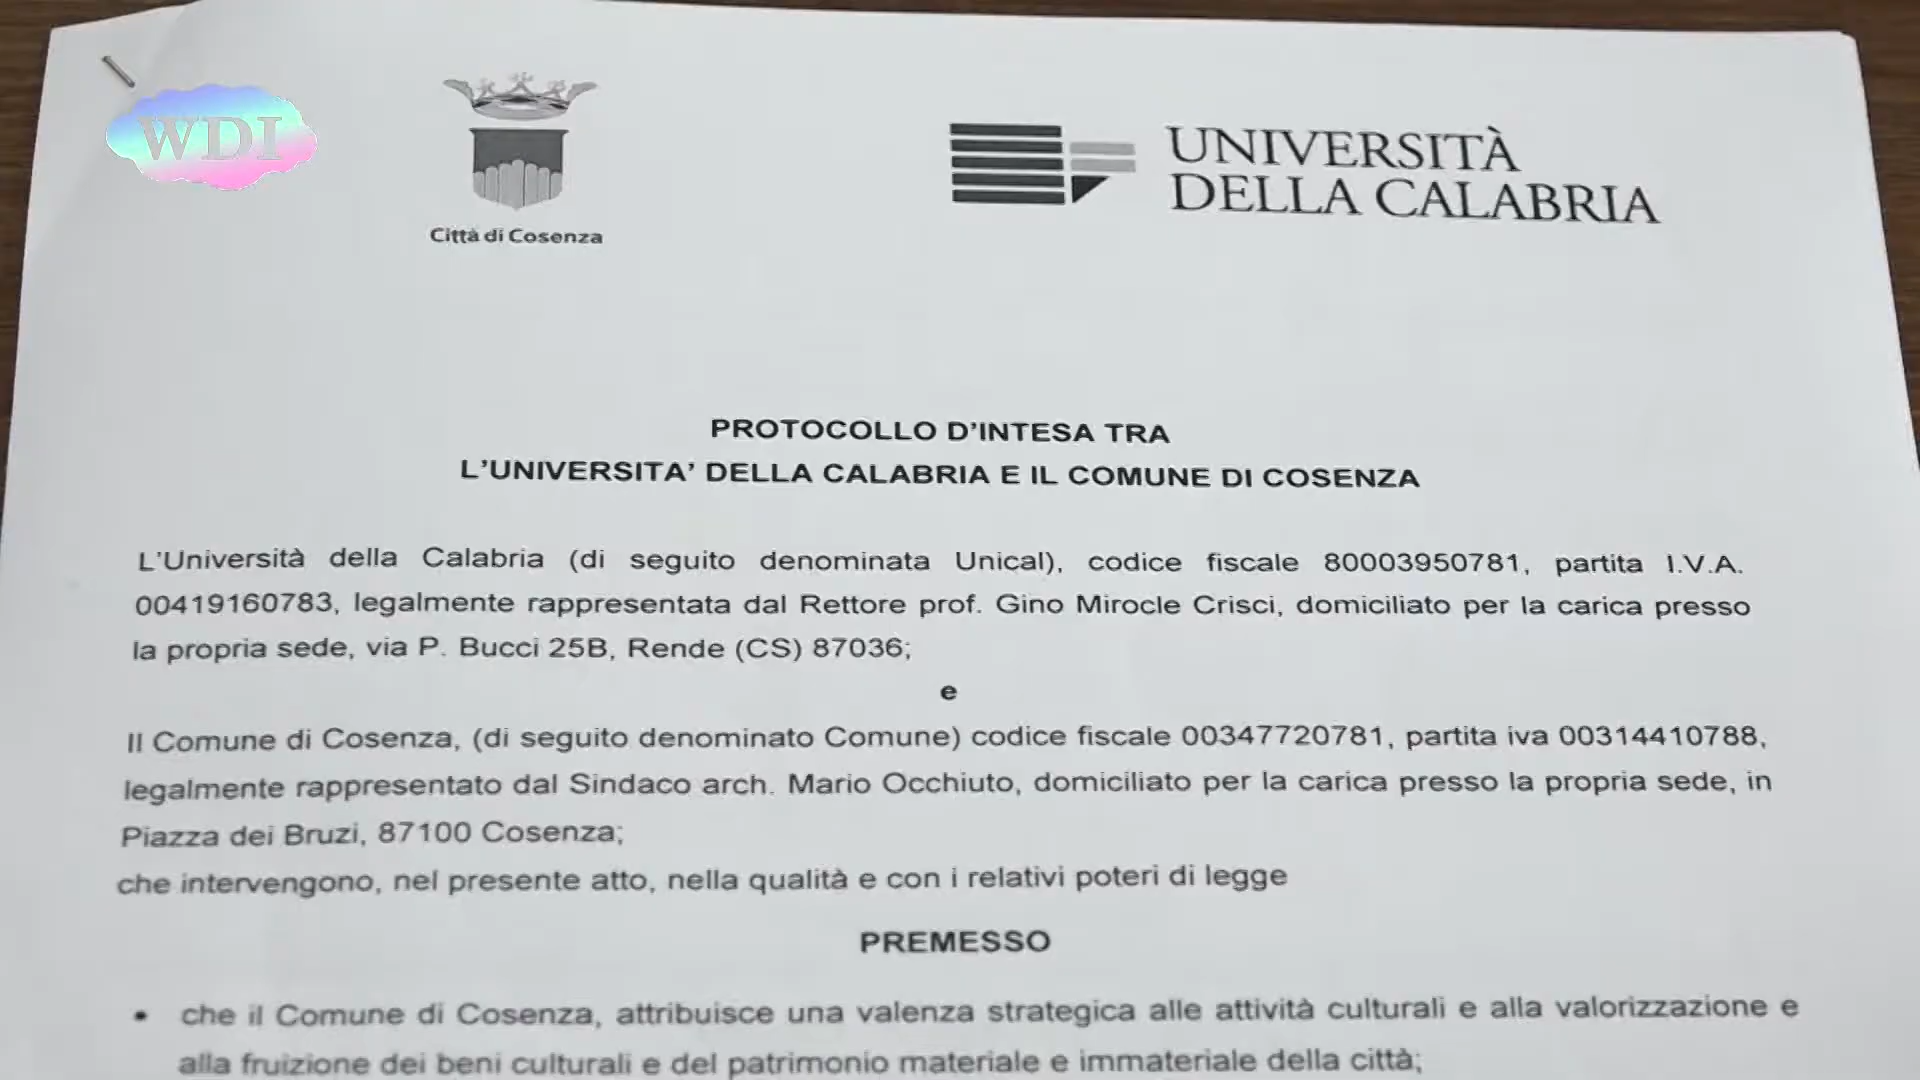 WDI
Città di Cosenza
UNIVERSITÀ
DELLA CALABRIA
PROTOCOLLO D'INTESA TRA
L'UNIVERSITA' DELLA CALABRIA E IL COMUNE DI COSENZA
L'Università della Calabria (di seguito denominata Unical), codice fiscale 80003950781, partita I.V.A.
00419160783, legalmente rappresentata dal Rettore prof. Gino Mirocle Crisci, domiciliato per la carica presso
la propria sede, via P. Bucci 25B, Rende (CS) 87036;
e
Il Comune di Cosenza, (di seguito denominato Comune) codice fiscale 00347720781, partita iva 00314410788,
legalmente rappresentato dal Sindaco arch. Mario Occhiuto, domiciliato per la carica presso la propria sede, in
Piazza dei Bruzi, 87100 Cosenza;
che intervengono, nel presente atto, nella qualità e con i relativi poteri di legge
PREMESSO
• che il Comune di Cosenza, attribuisce una valenza strategica alle attività culturali e alla valorizzazione e
alla fruizione dei beni culturali e del patrimonio materiale e immateriale della città;